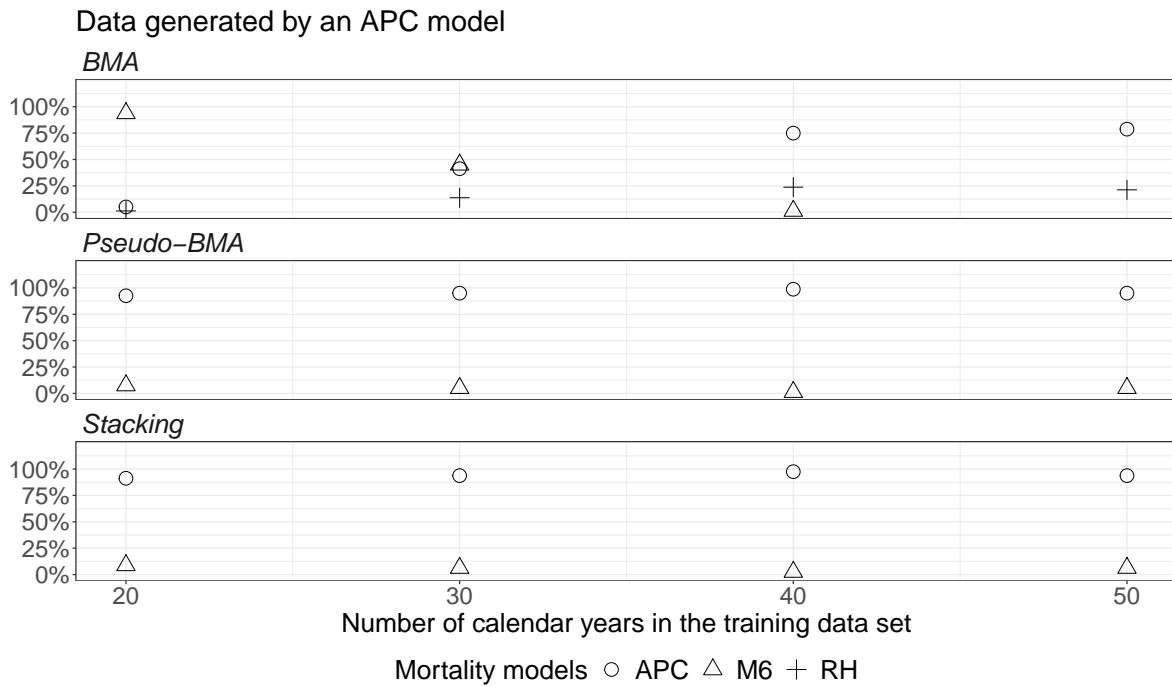 Data generated by an APC model
BMA
100%
75%
50%
25%
0%
Pseudo−BMA
100%
75%
50%
25%
0%
Stacking
100%
75%
50%
25%
0%
20 30 40 50
Number of calendar years in the training data set
Mortality models APC M6 RH